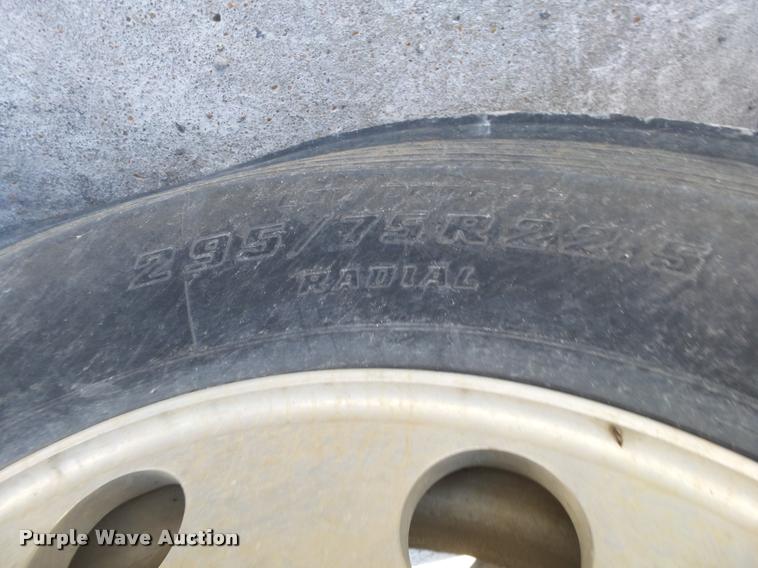 295/75R22.5
RADIAL
Purple Wave Auction